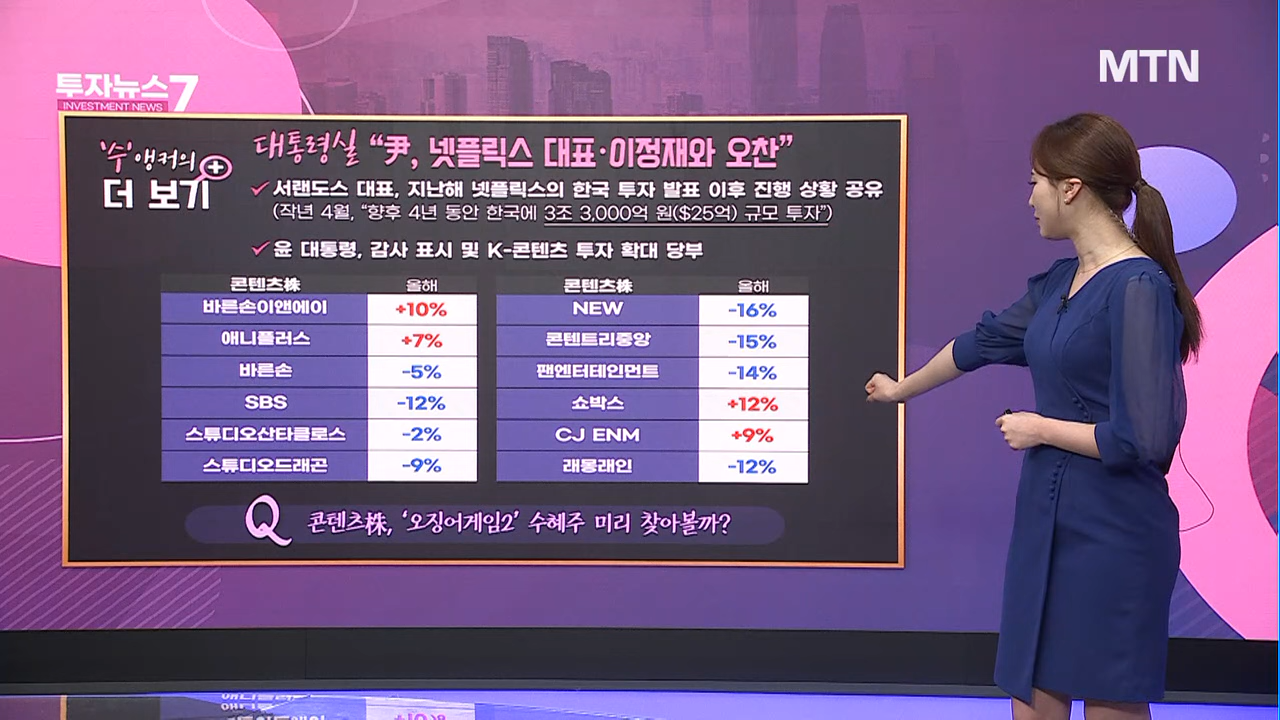 MTN
투자뉴스 7
INVESTMENT NEWS
'수'앵커의
더 보기
대통령실 “尹, 넷플릭스 대표·이정재와 오찬”
서랜도스 대표, 지난해 넷플릭스의 한국 투자 발표 이후 진행 상황 공유
(작년 4월, “향후 4년 동안 한국에 3조 3,000억 원($25억) 규모 투자”)
윤 대통령, 감사 표시 및 K-콘텐츠 투자 확대 당부
콘텐츠株 올해 콘텐츠株 올해
바른손이앤에이 +10% NEW -16%
애니플러스 +7% 콘텐트리중앙 -15%
바른손 -5% 팬엔터테인먼트 -14%
SBS -12% 쇼박스 +12%
스튜디오산타클로스 -2% CJ ENM +9%
스튜디오드래곤 -9% 래몽래인 -12%
Q 콘텐츠株, ‘오징어게임2’ 수혜주 미리 찾아볼까?